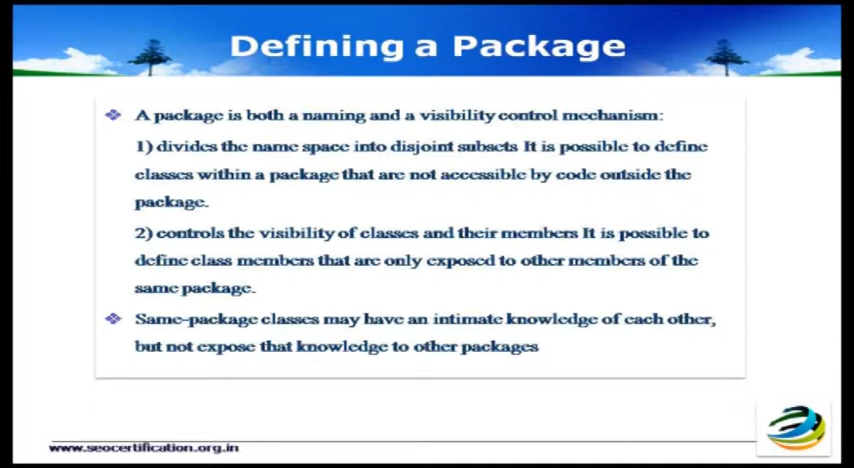 Defining a Package
A package is both a naming and a visibility control mechanism:
1) divides the name space into disjoint subsets It is possible to define
classes within a package that are not accessible by code outside the
package.
2) controls the visibility of classes and their members It is possible to
define class members that are only exposed to other members of the
same package.
Same-package classes may have an intimate knowledge of each other,
but not expose that knowledge to other packages
www.seocertification.org.in